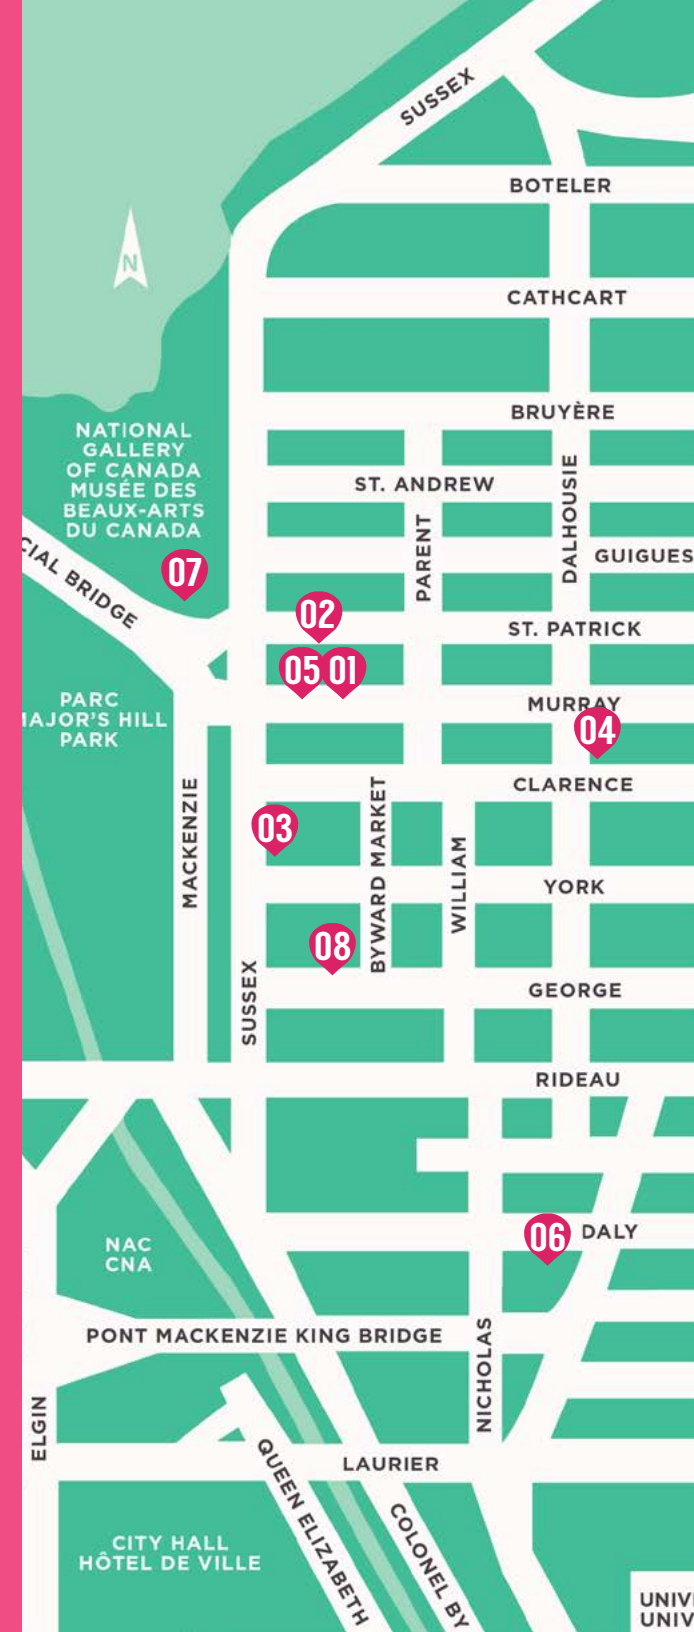 SUSSEX
BOTELER
N
CATHCART
BRUYÈRE
NATIONAL
GALLERY
OF CANADA
MUSÉE DES
BEAUX-ARTS
DU CANADA
ST. ANDREW
PARENT
DALHOUSIE
GUIGUES
CIAL BRIDGE
07
02
ST. PATRICK
05
01
PARC
MAJOR'S HILL
PARK
MURRAY
04
CLARENCE
MACKENZIE
03
BYWARD MARKET
WILLIAM
YORK
08
SUSSEX
GEORGE
RIDEAU
06
DALY
NAC
CNA
PONT MACKENZIE KING BRIDGE
NICHOLAS
ELGIN
LAURIER
QUEEN ELIZABETH
COLONEL BY
CITY HALL
HÔTEL DE VILLE
UNIV
UNIV